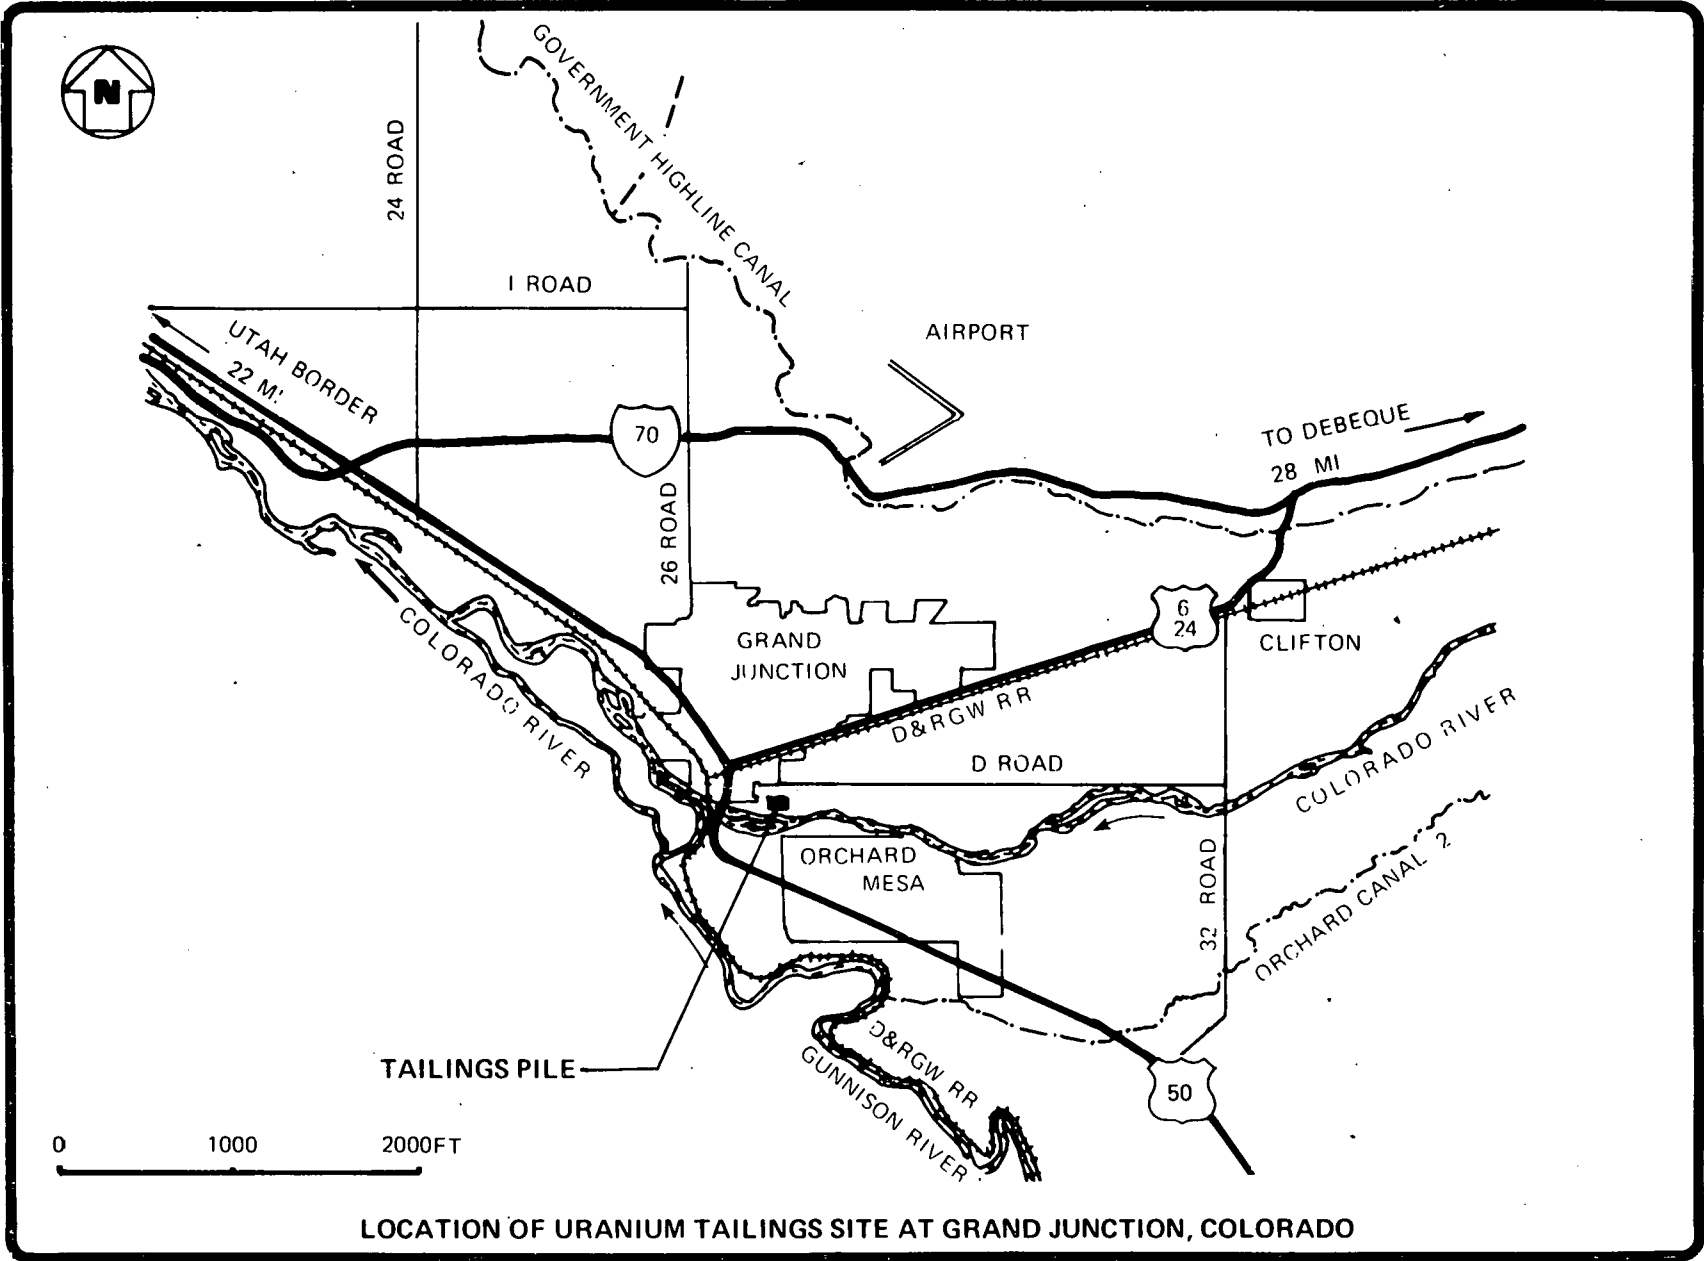 N
GOVERNMENT HIGHLINE CANAL
24 ROAD
I ROAD
AIRPORT
UTAH BORDER
22 MI
70
TO DEBEQUE
28 MI
26 ROAD
6
24
GRAND
JUNCTION
CLIFTON
COLORADO RIVER
D&RGW RR
D ROAD
COLORADO RIVER
ORCHARD
MESA
32 ROAD
ORCHARD CANAL 2
TAILINGS PILE
D&RGW RR
GUNNISON RIVER
50
0 1000 2000FT
LOCATION OF URANIUM TAILINGS SITE AT GRAND JUNCTION, COLORADO